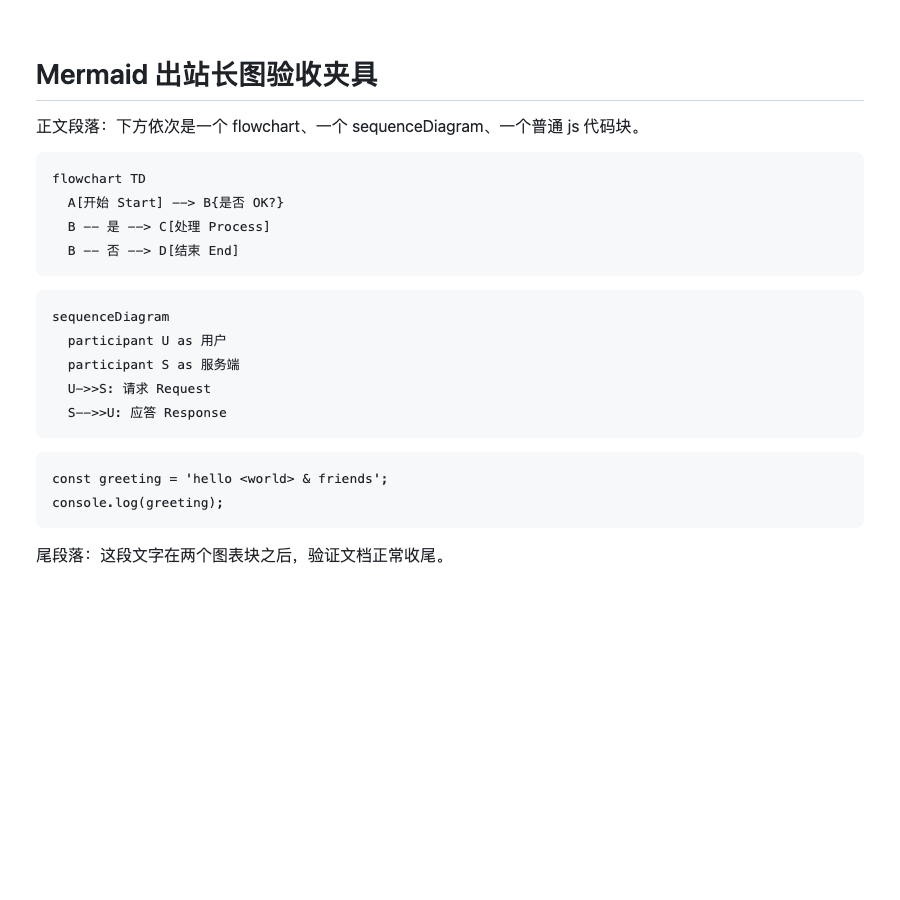 Mermaid 出站长图验收夹具
正文段落：下方依次是一个 flowchart、一个 sequenceDiagram、一个普通 js 代码块。
flowchart TD
  A[开始 Start] --> B{是否 OK?}
  B -- 是 --> C[处理 Process]
  B -- 否 --> D[结束 End]
sequenceDiagram
  participant U as 用户
  participant S as 服务端
  U->>S: 请求 Request
  S-->>U: 应答 Response
const greeting = 'hello <world> & friends';
console.log(greeting);
尾段落：这段文字在两个图表块之后，验证文档正常收尾。